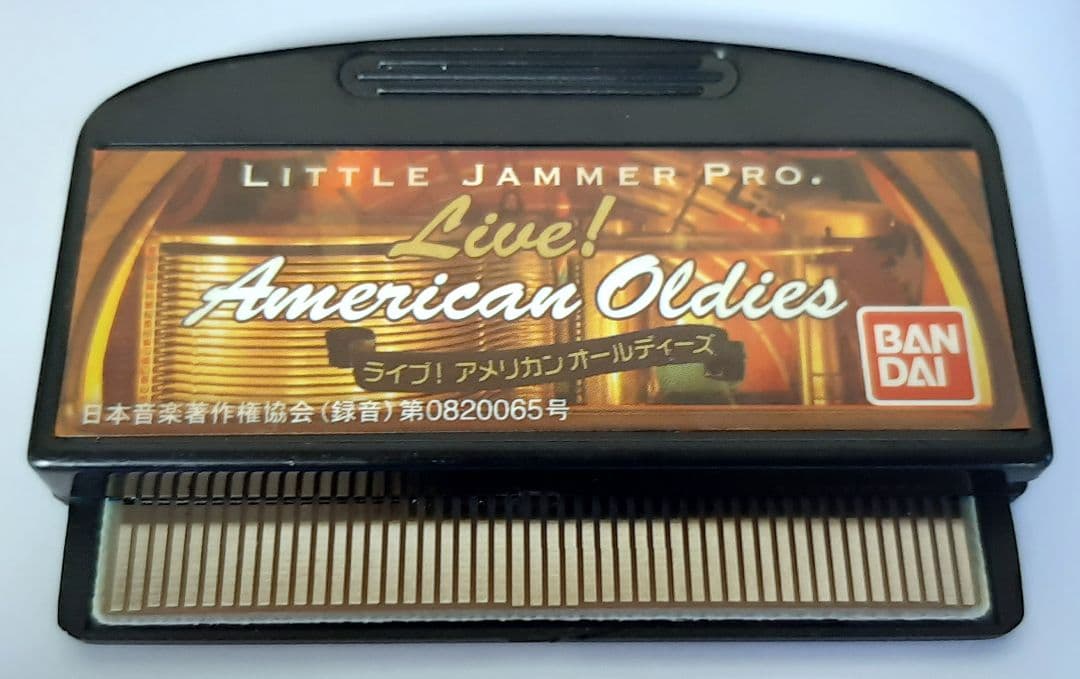 LITTLE JAMMER PRO.
Live!
American Oldies
ライブ! アメリカンオールディーズ
BAN
DAI
日本音楽著作権協会(録音)第0820065号